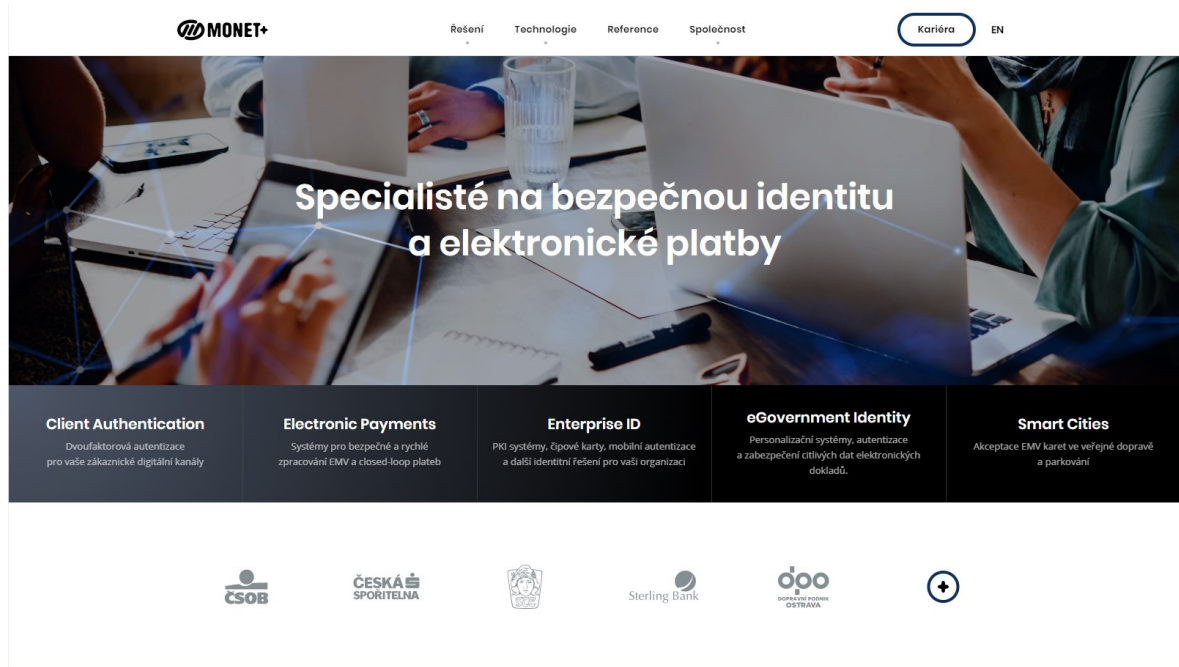 MONET+
Řešení
Technologie
Reference
Společnost
Kariéra
EN
Specialisté na bezpečnou identitu
a elektronické platby
Client Authentication
Dvoufaktorová autentizace
pro vaše zákaznické digitální kanály
Electronic Payments
Systémy pro bezpečné a rychlé
zpracování EMV a closed-loop plateb
Enterprise ID
PKI systémy, čipové karty, mobilní autentizace
a další identitní řešení pro vaši organizaci
eGovernment Identity
Personalizační systémy, autentizace
a zabezpečení citlivých dat elektronických
dokladů.
Smart Cities
Akceptace EMV karet ve veřejné dopravě
a parkování
ČSOB
ČESKÁ
SPOŘITELNA
Sterling Bank
dpo
DOPRAVNÍ PODNIK
OSTRAVA